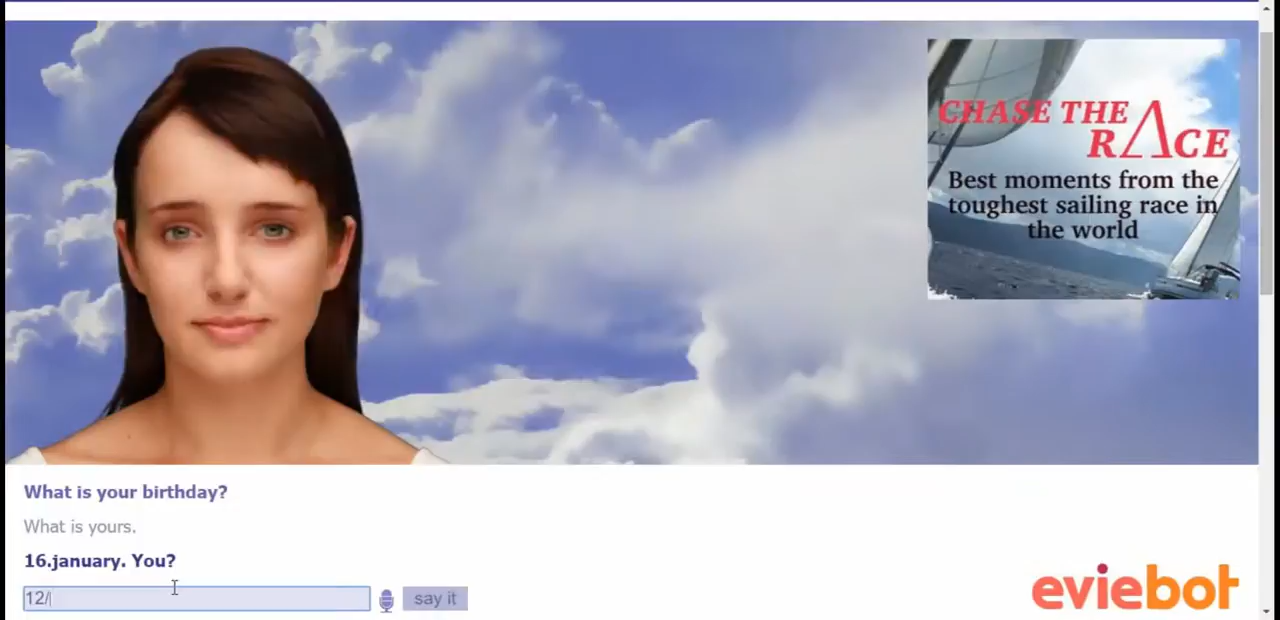 CHASE THE
RACE
Best moments from the
toughest sailing race in
the world
What is your birthday?
What is yours.
16.january. You?
12/
say it
eviebot